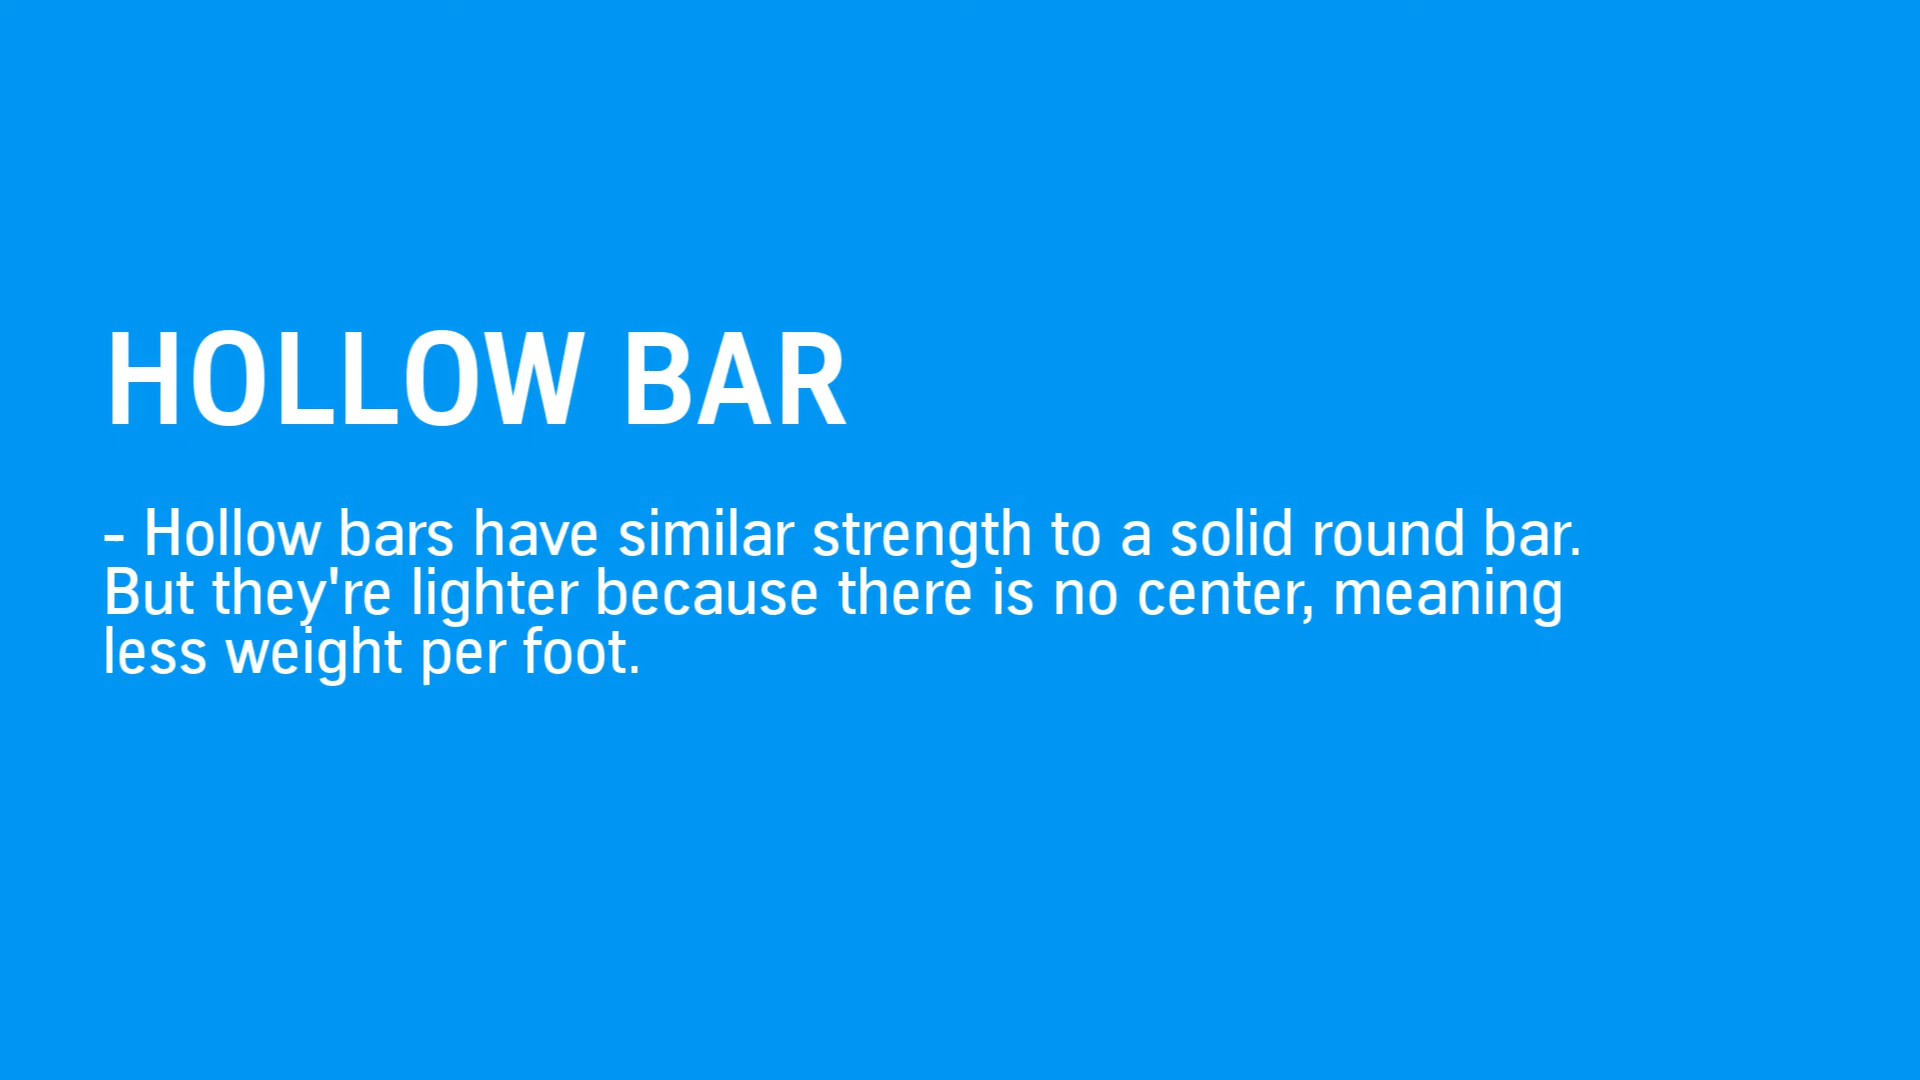 HOLLOW BAR
- Hollow bars have similar strength to a solid round bar.
But they're lighter because there is no center, meaning
less weight per foot.